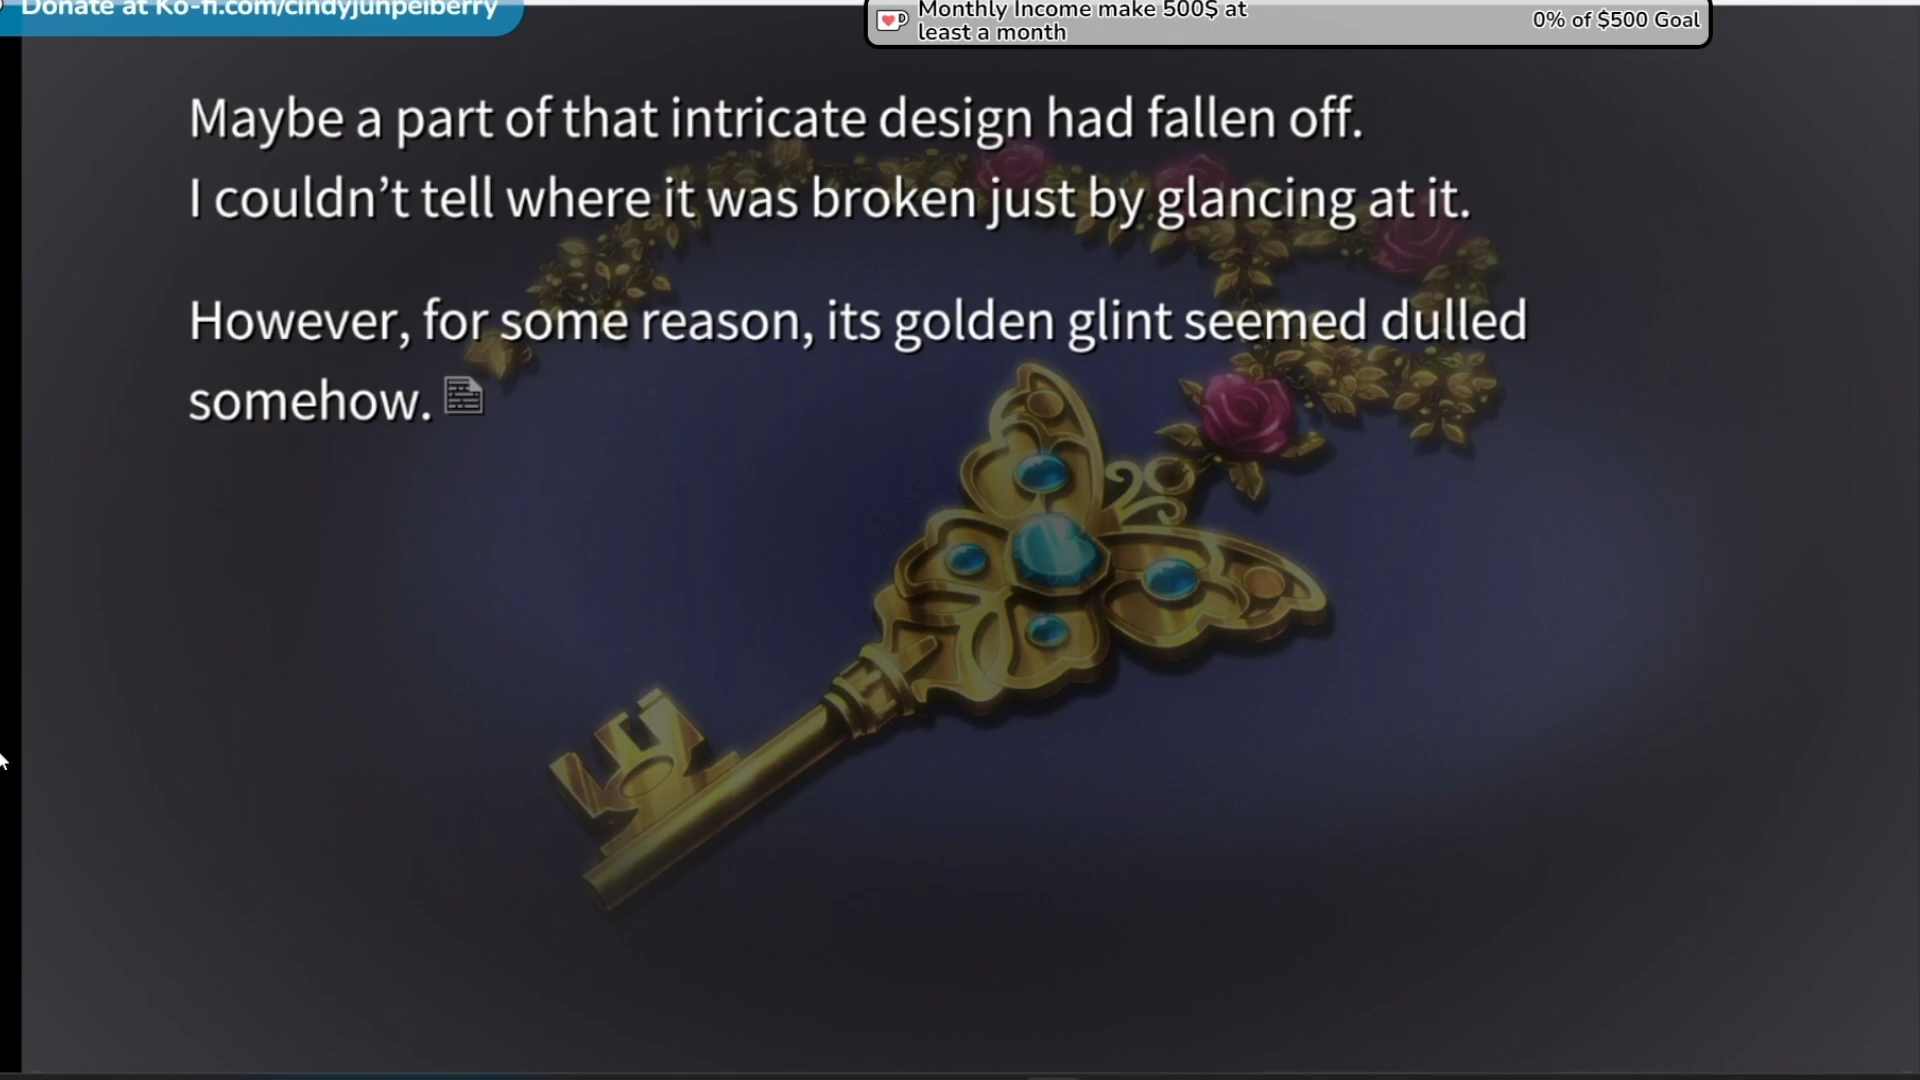 Donate at Ko-fi.com/cindyjunpeiberry
Monthly Income make 500$ at
least a month
0% of $500 Goal
Maybe a part of that intricate design had fallen off.
I couldn’t tell where it was broken just by glancing at it.
However, for some reason, its golden glint seemed dulled
somehow.